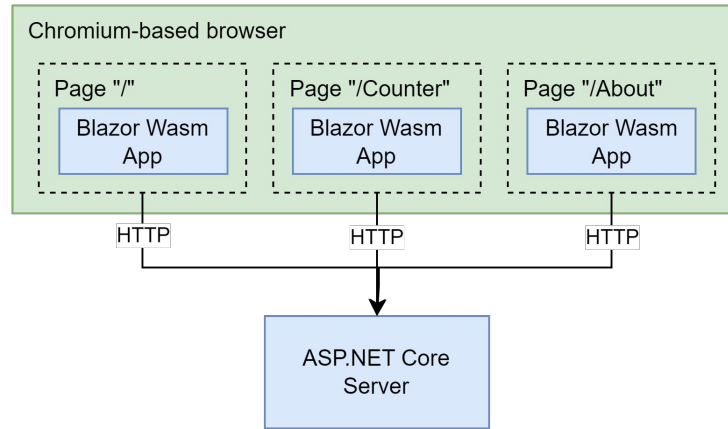 Chromium-based browser
Page "/"
Blazor Wasm
App
Page "/Counter"
Blazor Wasm
App
Page "/About"
Blazor Wasm
App
HTTP
HTTP
HTTP
ASP.NET Core
Server